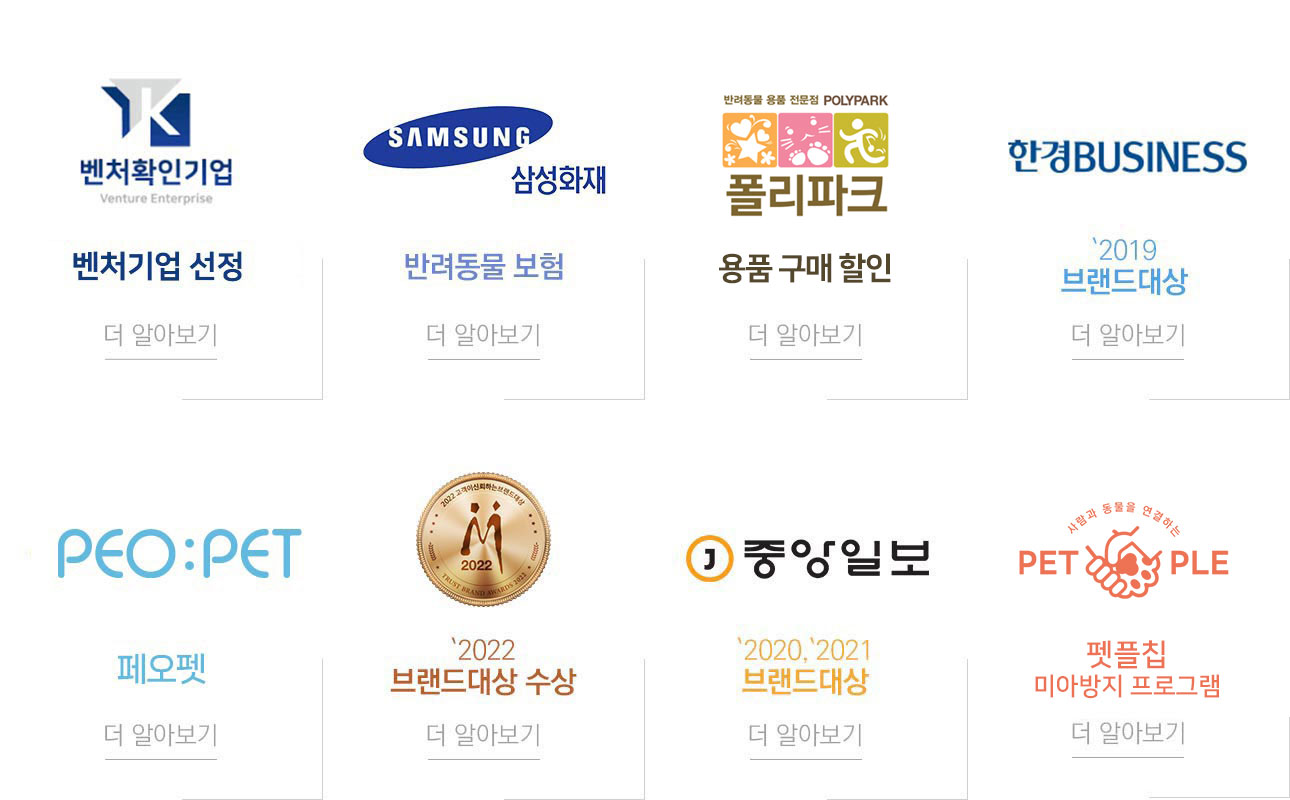 벤처확인기업
Venture Enterprise
벤처기업 선정
더 알아보기
SAMSUNG
삼성화재
반려동물 보험
더 알아보기
반려동물 용품 전문점 POLYPARK
폴리파크
용품 구매 할인
더 알아보기
한경BUSINESS
‵2019
브랜드대상
더 알아보기
PEO:PET
페오펫
더 알아보기
2022 고객이신뢰하는브랜드대상
2022
TRUST BRAND AWARDS 2022
‵2022
브랜드대상 수상
더 알아보기
J 중앙일보
‵2020,‵2021
브랜드대상
더 알아보기
사람과 동물을 연결하는
PET PLE
펫플칩
미아방지 프로그램
더 알아보기